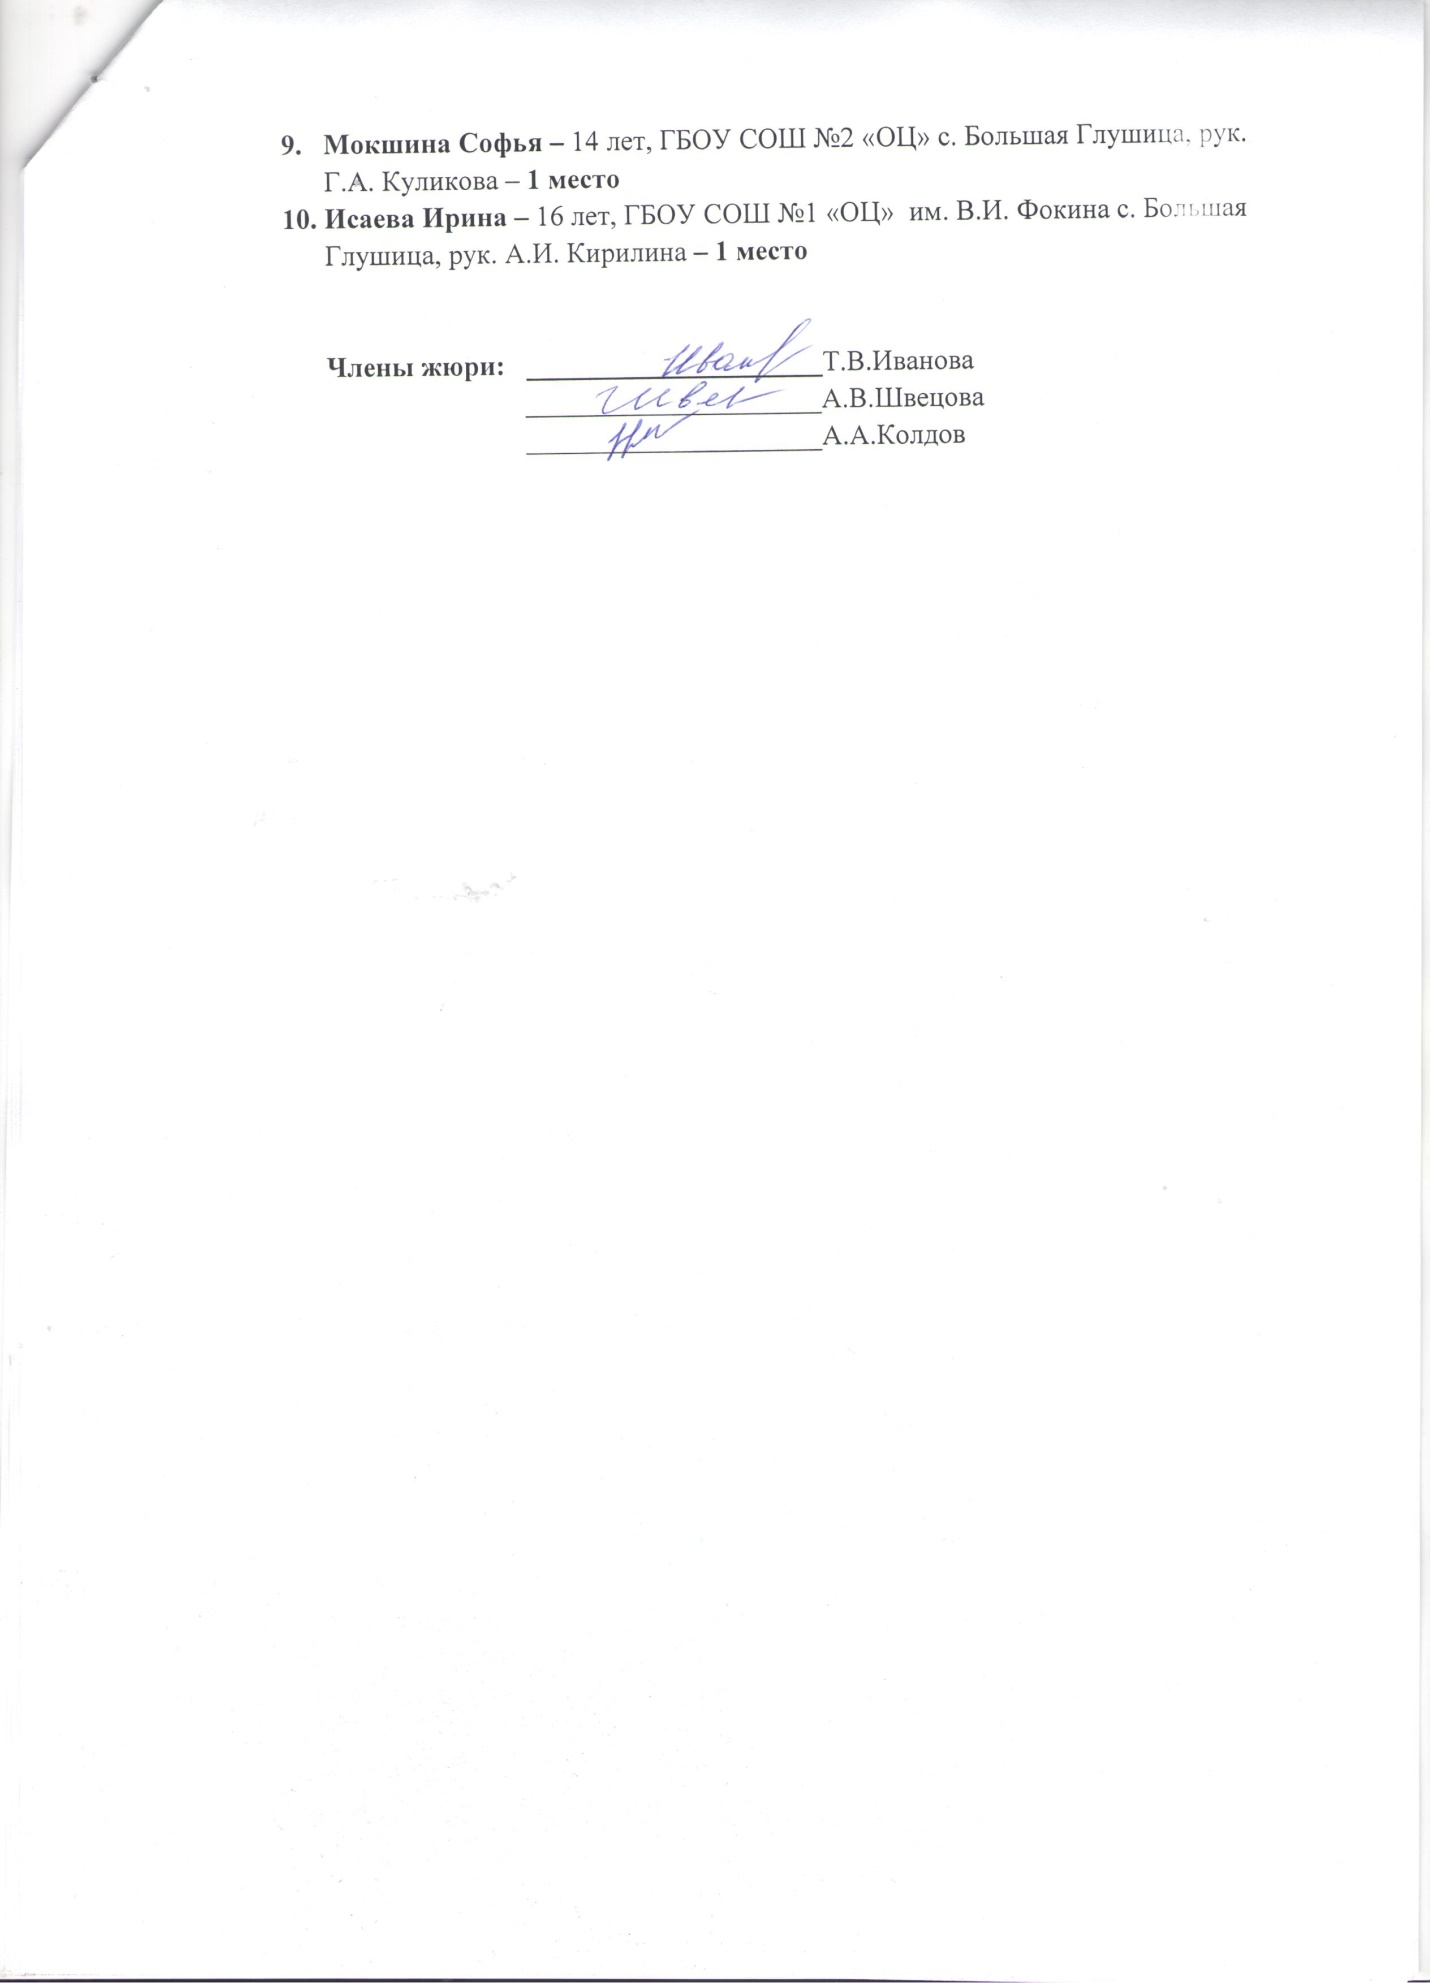 9. Мокшина Софья – 14 лет, ГБОУ СОШ №2 «ОЦ» с. Большая Глушица, рук.
Г.А. Куликова – 1 место
10. Исаева Ирина – 16 лет, ГБОУ СОШ №1 «ОЦ» им. В.И. Фокина с. Большая
Глушица, рук. А.И. Кирилина – 1 место
Члены жюри: Т.В.Иванова
А.В.Швецова
А.А.Колдов